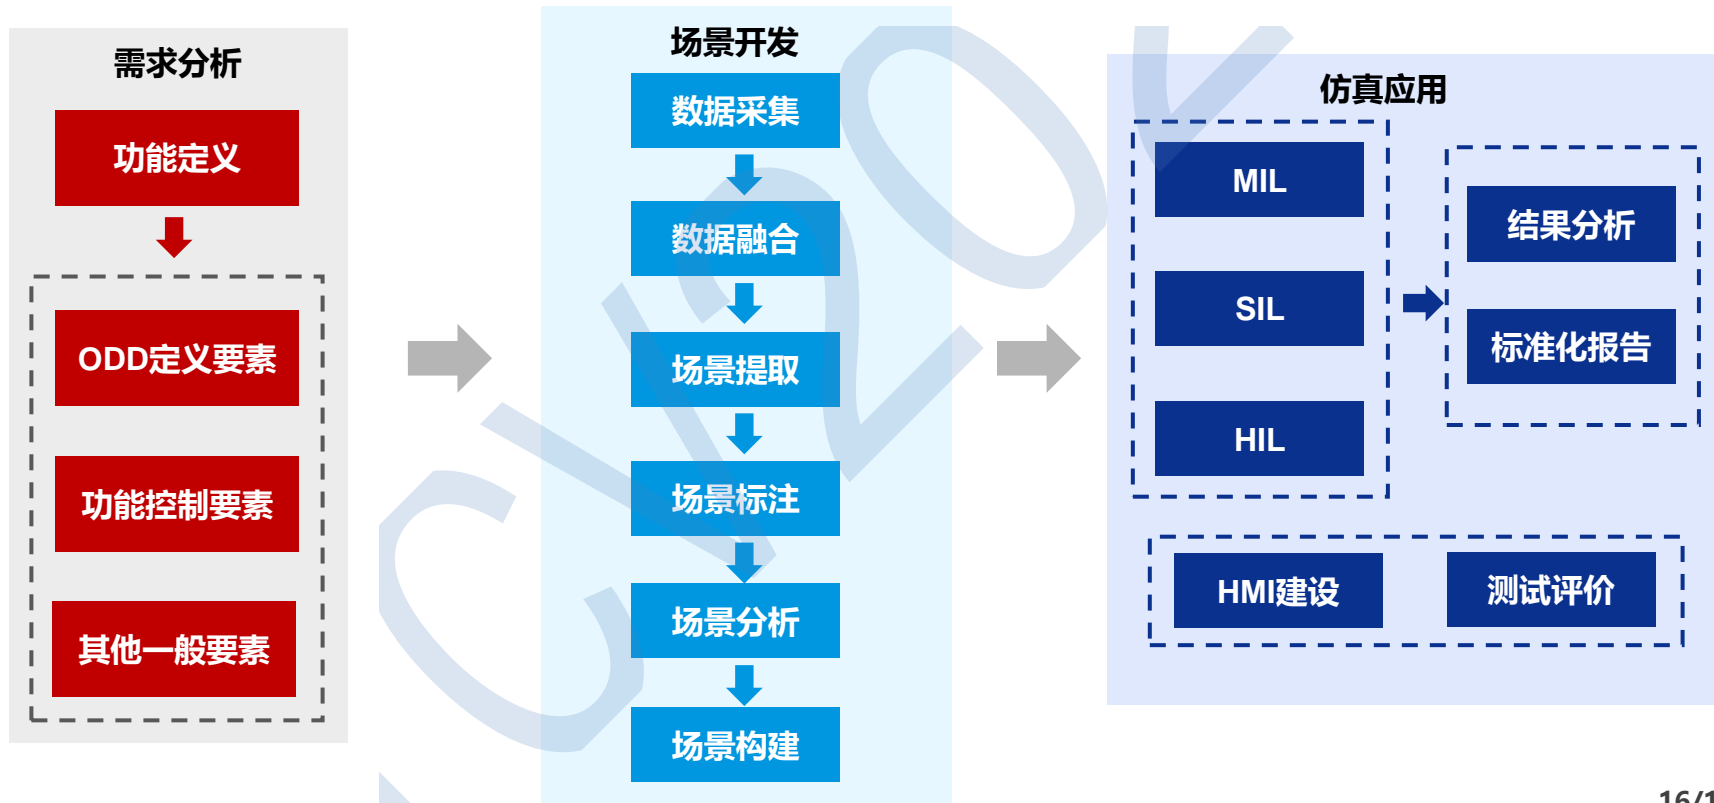 需求分析
功能定义
ODD定义要素
功能控制要素
其他一般要素
场景开发
数据采集
数据融合
场景提取
场景标注
场景分析
场景构建
仿真应用
MIL
SIL
HIL
结果分析
标准化报告
HMI建设
测试评价
16/1